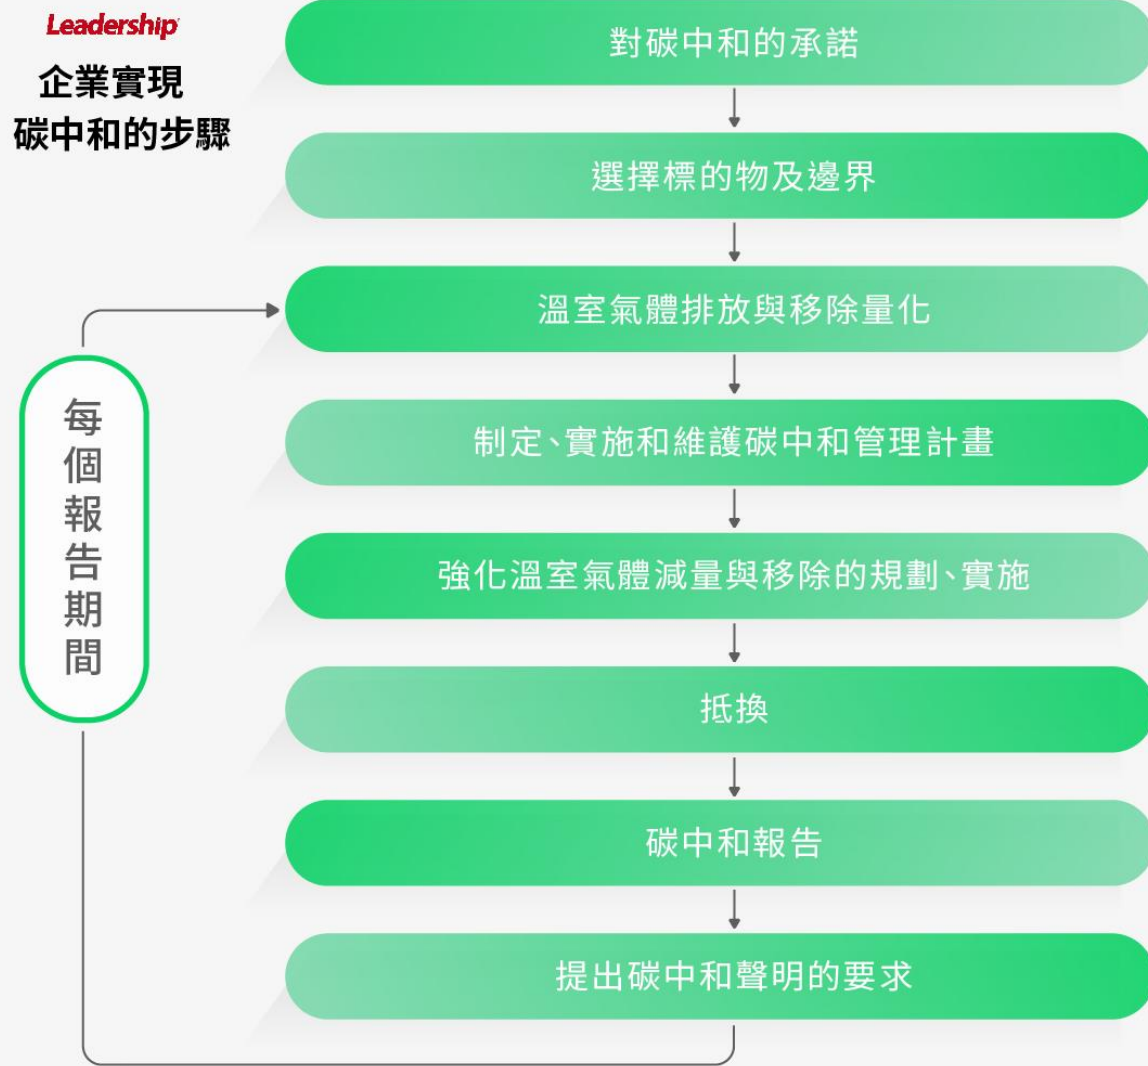 Leadership
企業實現
碳中和的步驟
對碳中和的承諾
選擇標的物及邊界
溫室氣體排放與移除量化
制定、實施和維護碳中和管理計畫
強化溫室氣體減量與移除的規劃、實施
抵換
碳中和報告
提出碳中和聲明的要求
每個報告期間